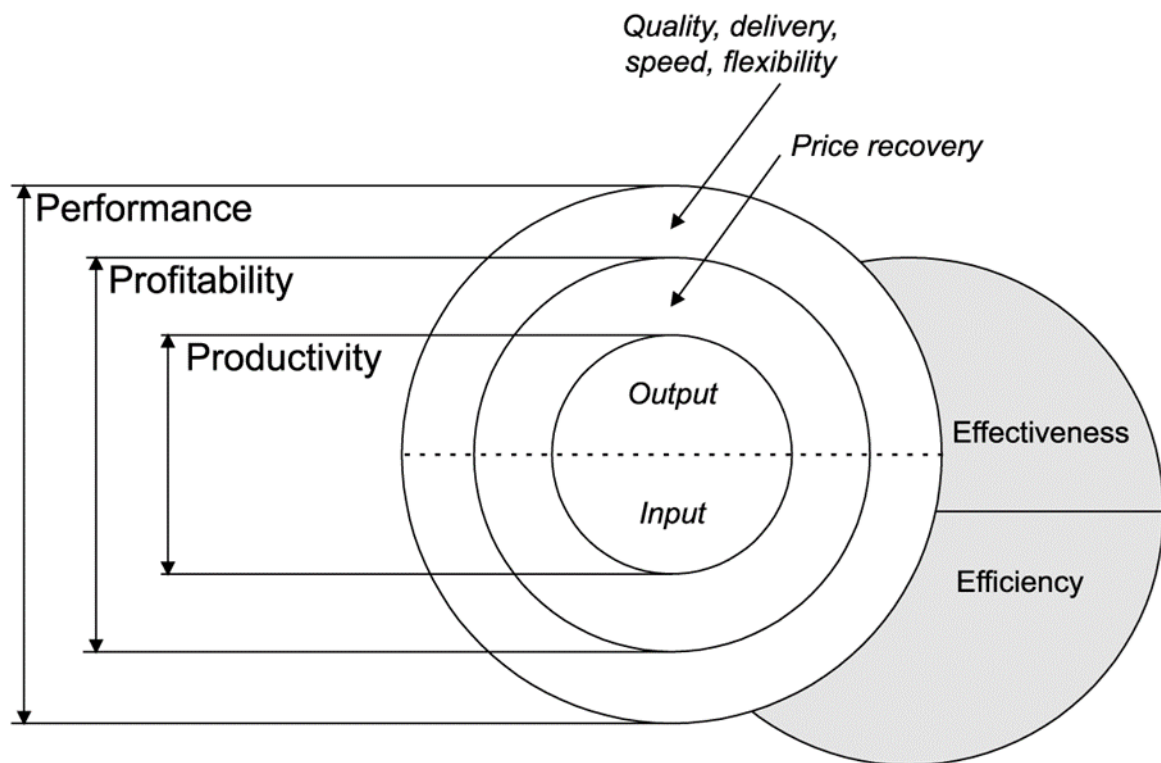 Quality, delivery,
speed, flexibility
Price recovery
Performance
Profitability
Productivity
Output
Effectiveness
Input
Efficiency